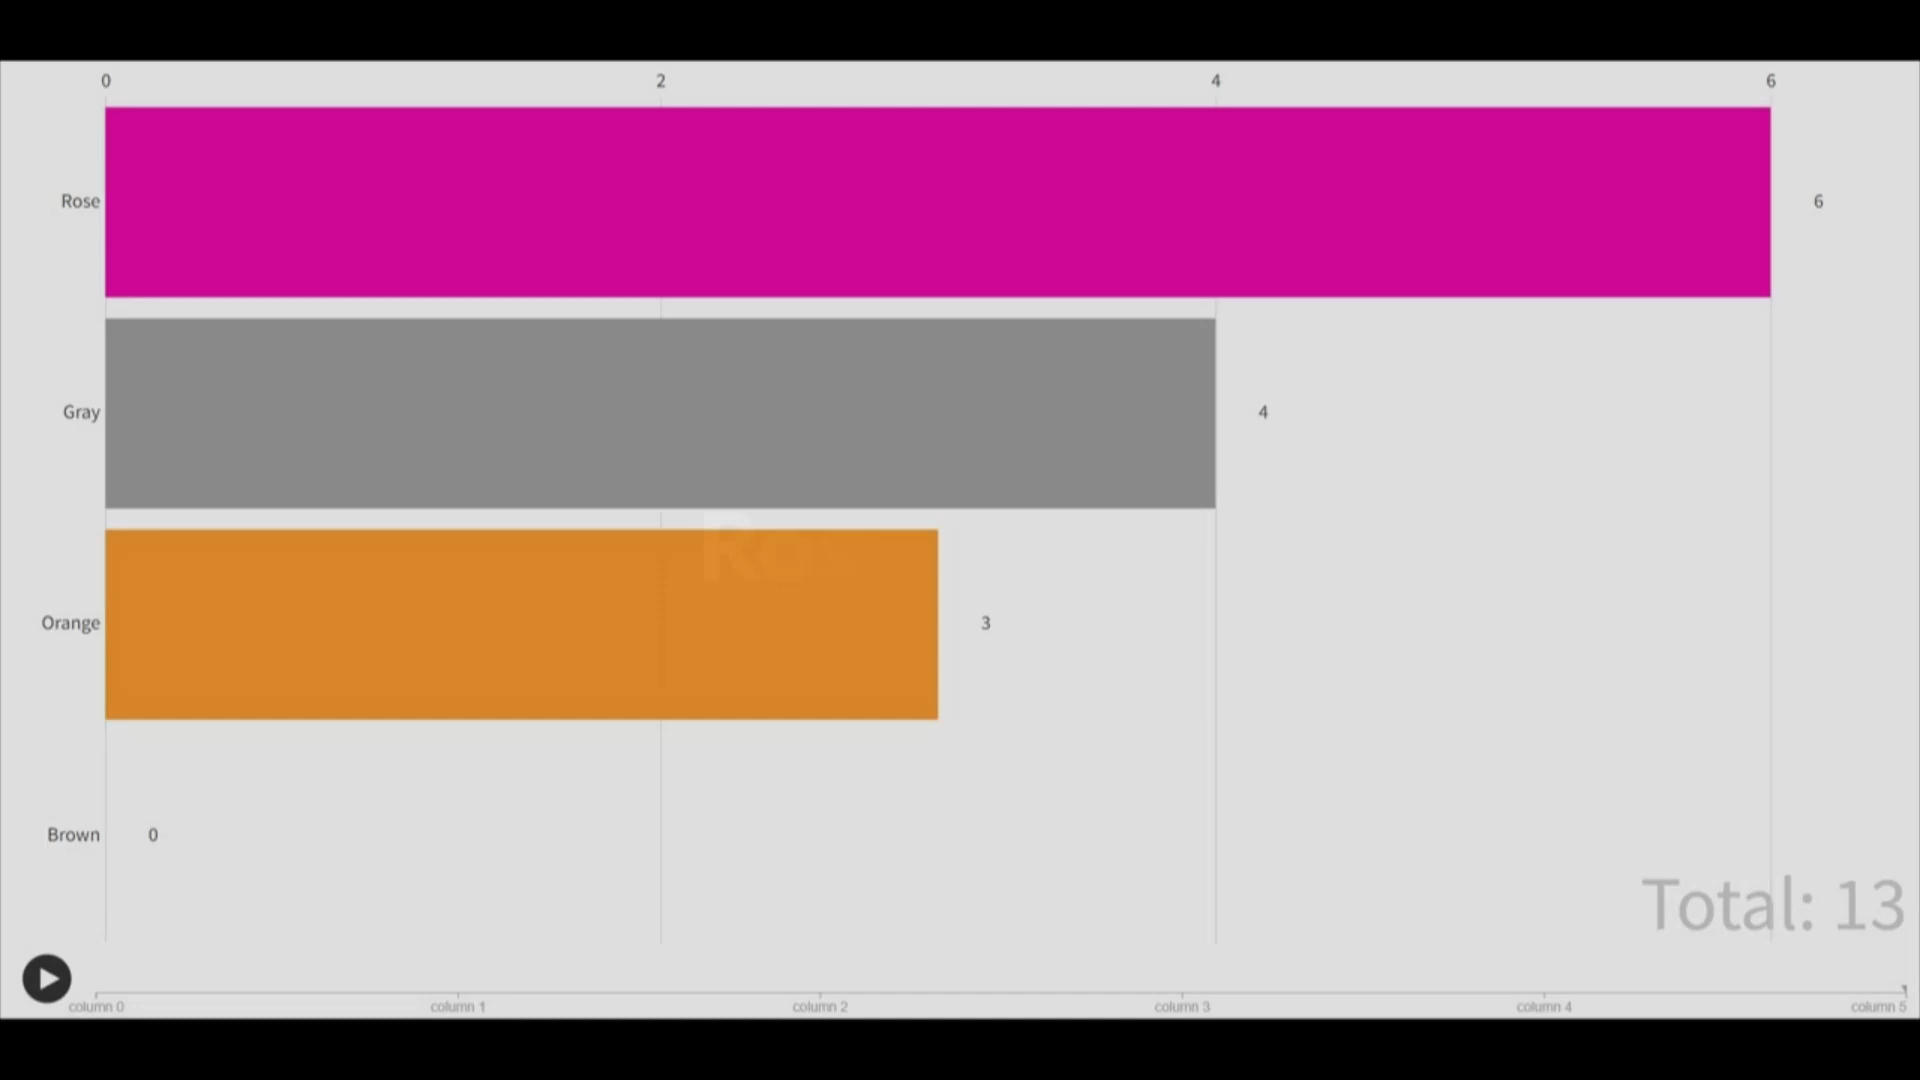 0 2 4 6
Rose 6
Gray 4
Orange 3
Brown 0
Total: 13
column 0 column 1 column 2 column 3 column 4 column 5